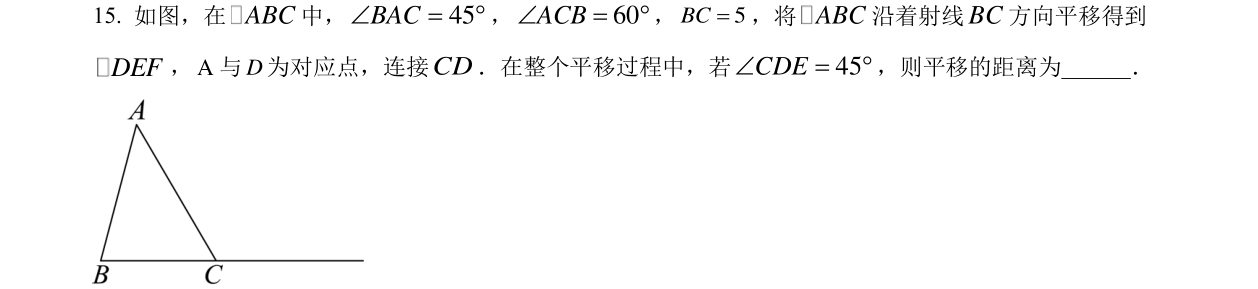 15. 如图，在□ABC 中，∠BAC = 45°，∠ACB = 60°，BC = 5，将□ABC 沿着射线 BC 方向平移得到
□DEF ，A 与 D 为对应点，连接 CD．在整个平移过程中，若∠CDE = 45°，则平移的距离为______．
A
B
C